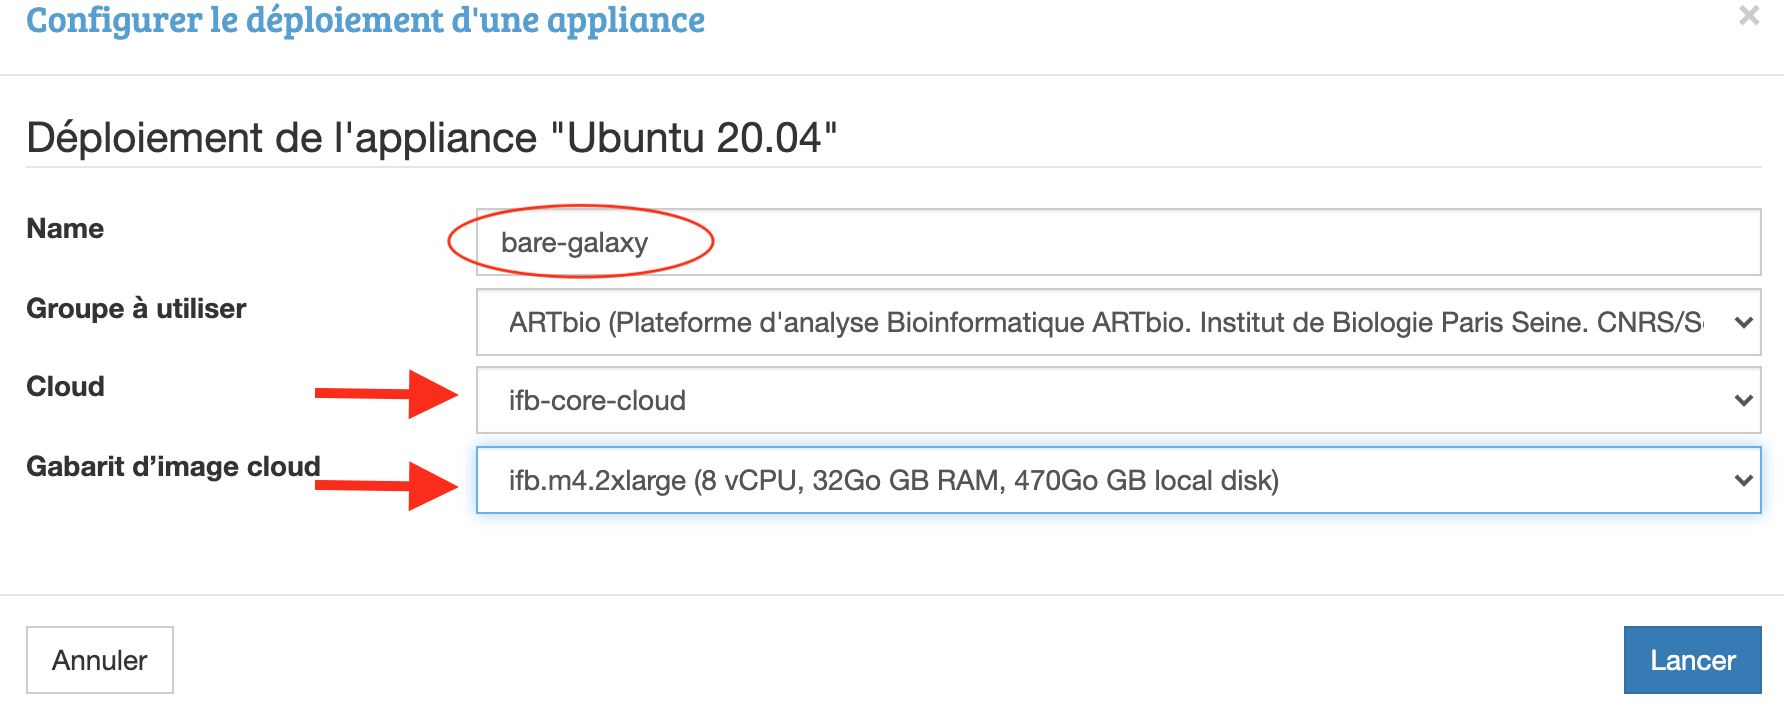 Configurer le déploiement d'une appliance
×
Déploiement de l'appliance "Ubuntu 20.04"
Name
bare-galaxy
Groupe à utiliser
ARTbio (Plateforme d'analyse Bioinformatique ARTbio. Institut de Biologie Paris Seine. CNRS/S
Cloud
ifb-core-cloud
Gabarit d’image cloud
ifb.m4.2xlarge (8 vCPU, 32Go GB RAM, 470Go GB local disk)
Annuler
Lancer